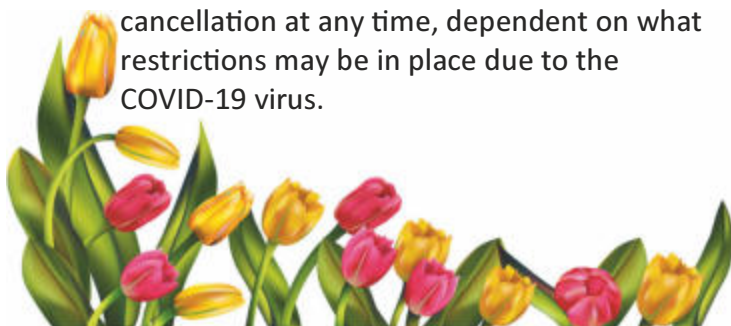 cancellation at any time, dependent on what
restrictions may be in place due to the
COVID-19 virus.